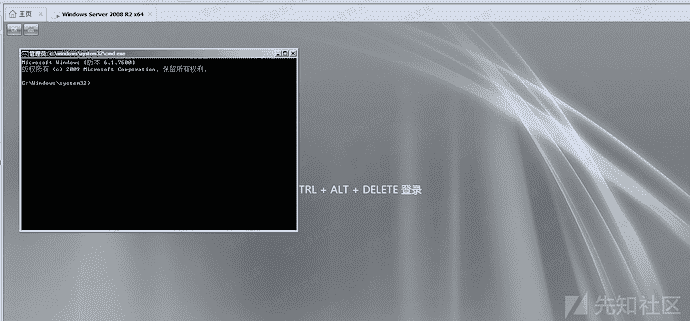 主页 × Windows Server 2008 R2 x64 ×
管理员: c:\windows\system32\cmd.exe
Microsoft Windows [版本 6.1.7600]
版权所有 (c) 2009 Microsoft Corporation。保留所有权利。
C:\Windows\system32>
TRL + ALT + DELETE 登录
先知社区